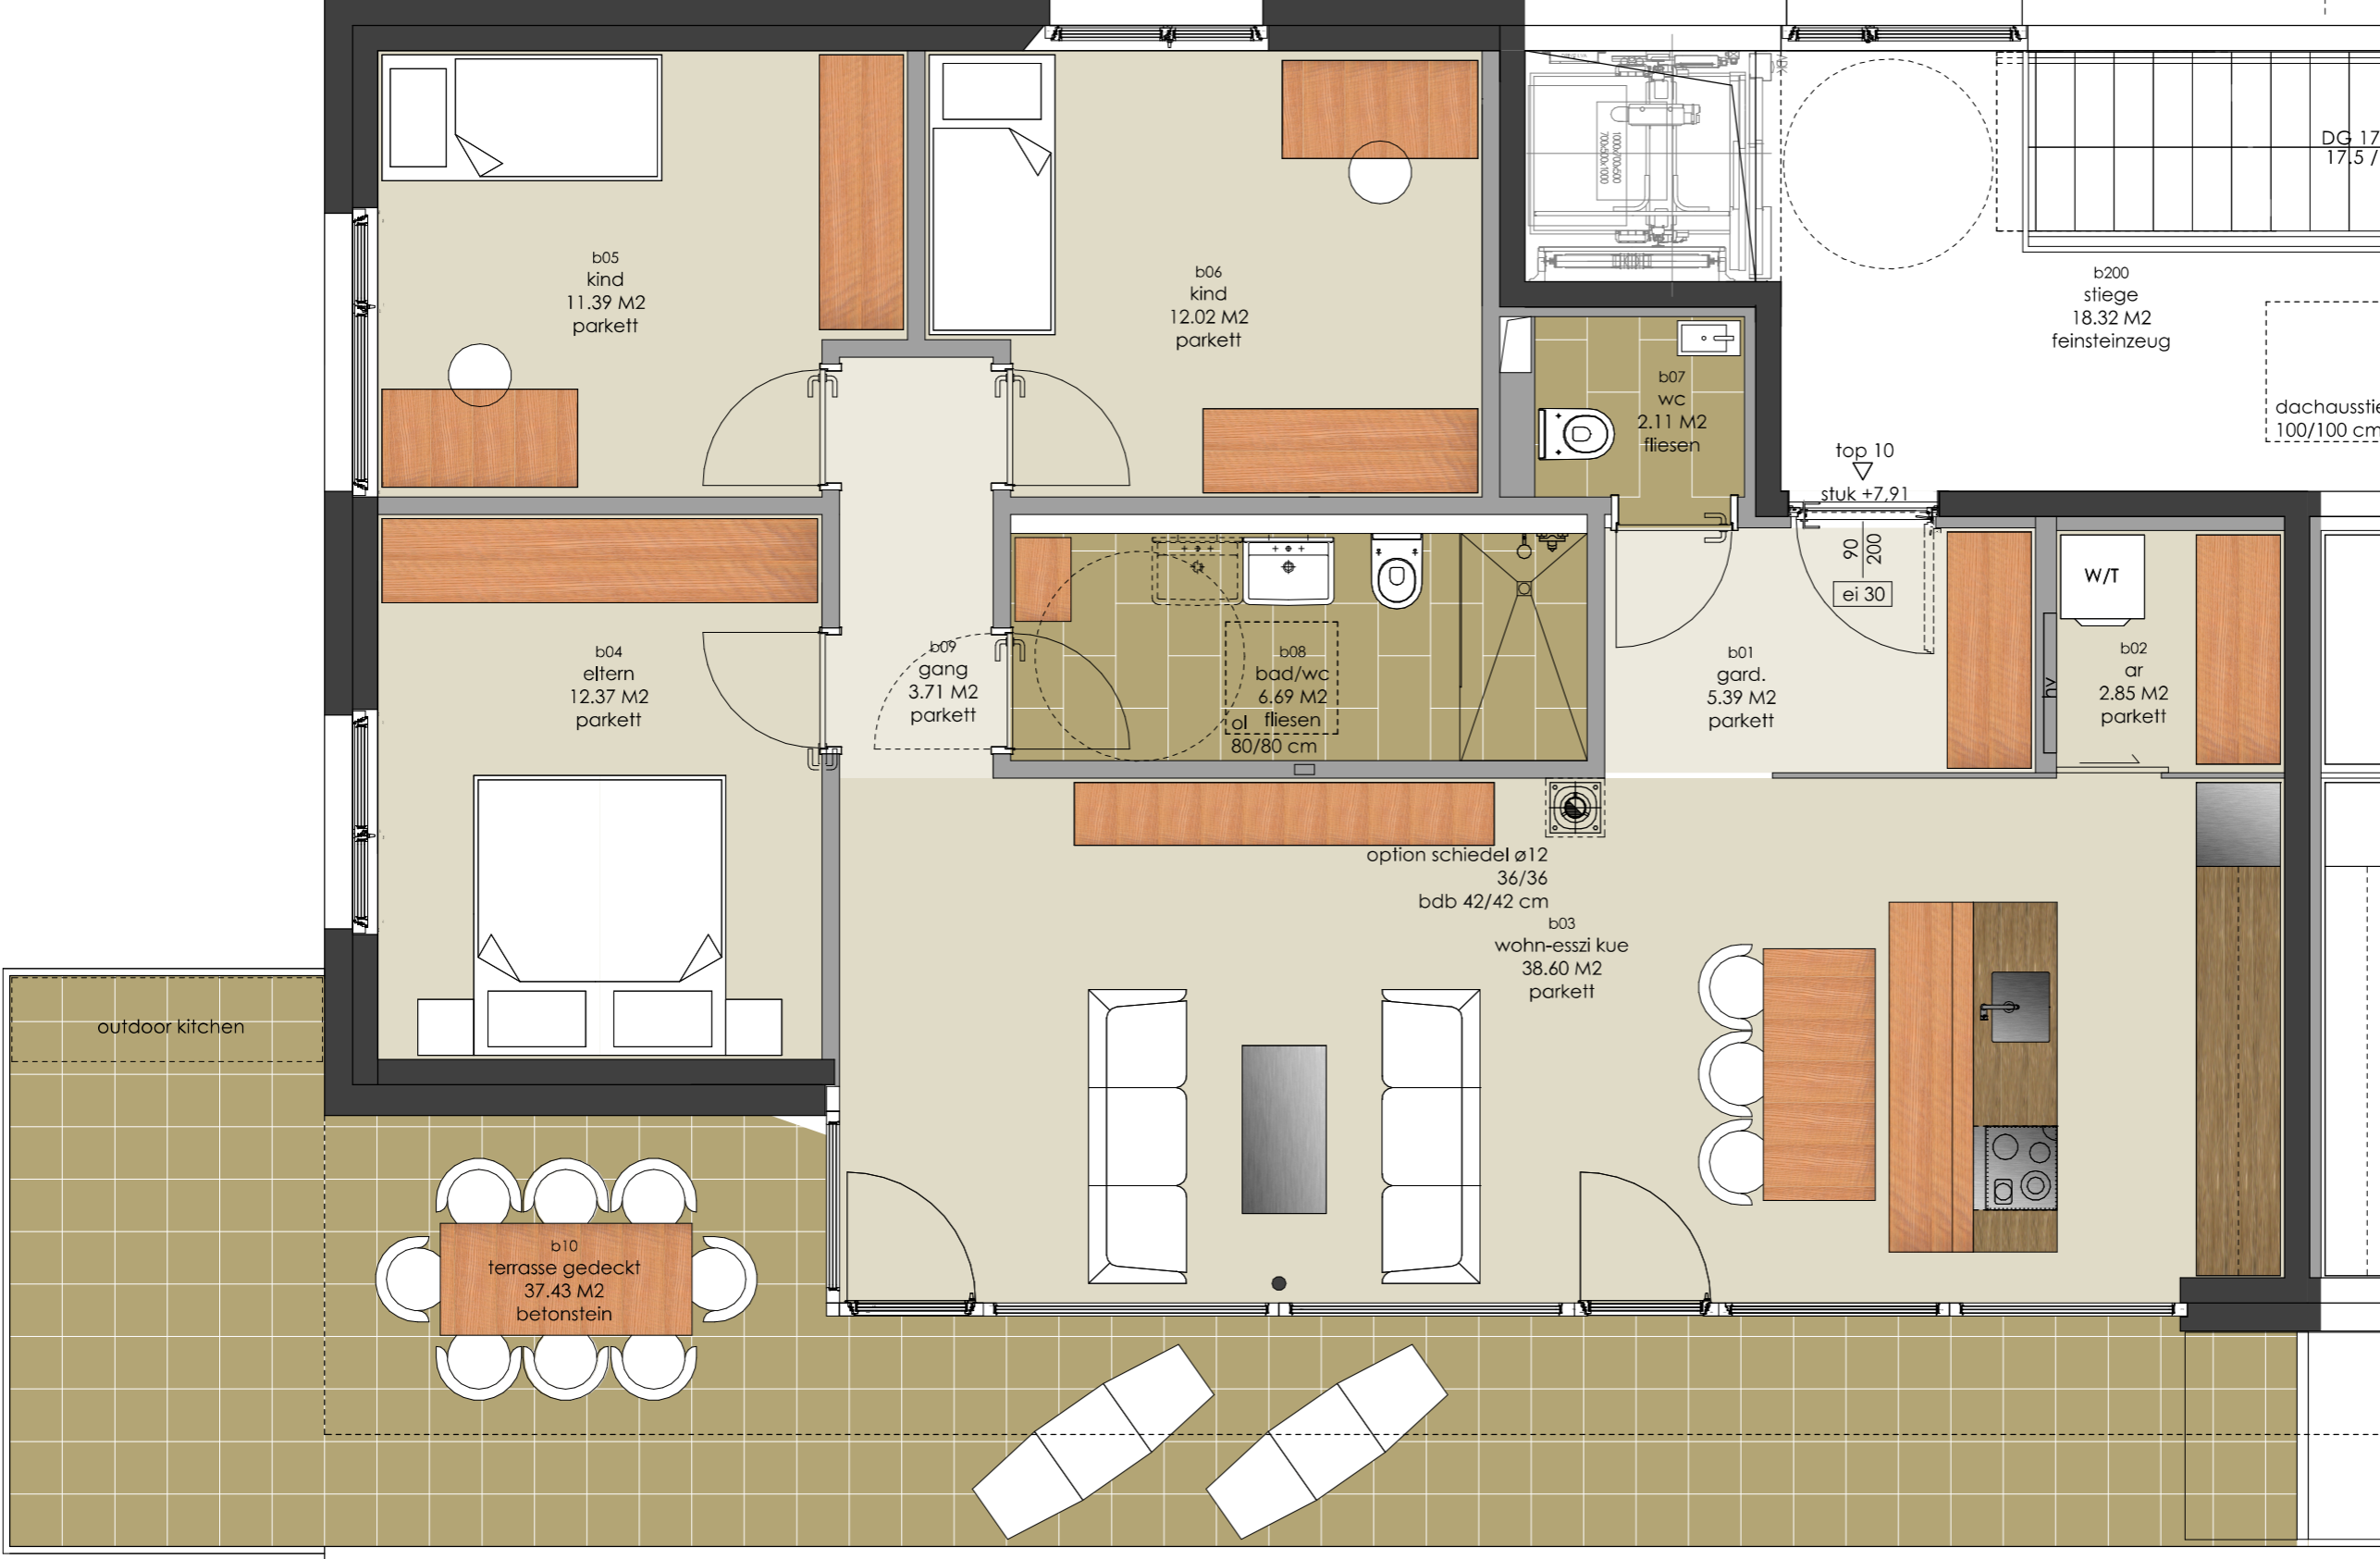 b05
kind
11.39 M2
parkett
b06
kind
12.02 M2
parkett
1000x700x500
700x500x1000
DG 17
17.5 /
b200
stiege
18.32 M2
feinsteinzeug
dachausstie
100/100 cm
b07
wc
2.11 M2
fliesen
top 10
stuk +7,91
90
200
ei 30
W/T
b04
eltern
12.37 M2
parkett
b09
gang
3.71 M2
parkett
b08
bad/wc
6.69 M2
fliesen
ol
80/80 cm
b01
gard.
5.39 M2
parkett
hv
b02
ar
2.85 M2
parkett
option schiedel ø12
36/36
bdb 42/42 cm
b03
wohn-esszi kue
38.60 M2
parkett
outdoor kitchen
b10
terrasse gedeckt
37.43 M2
betonstein